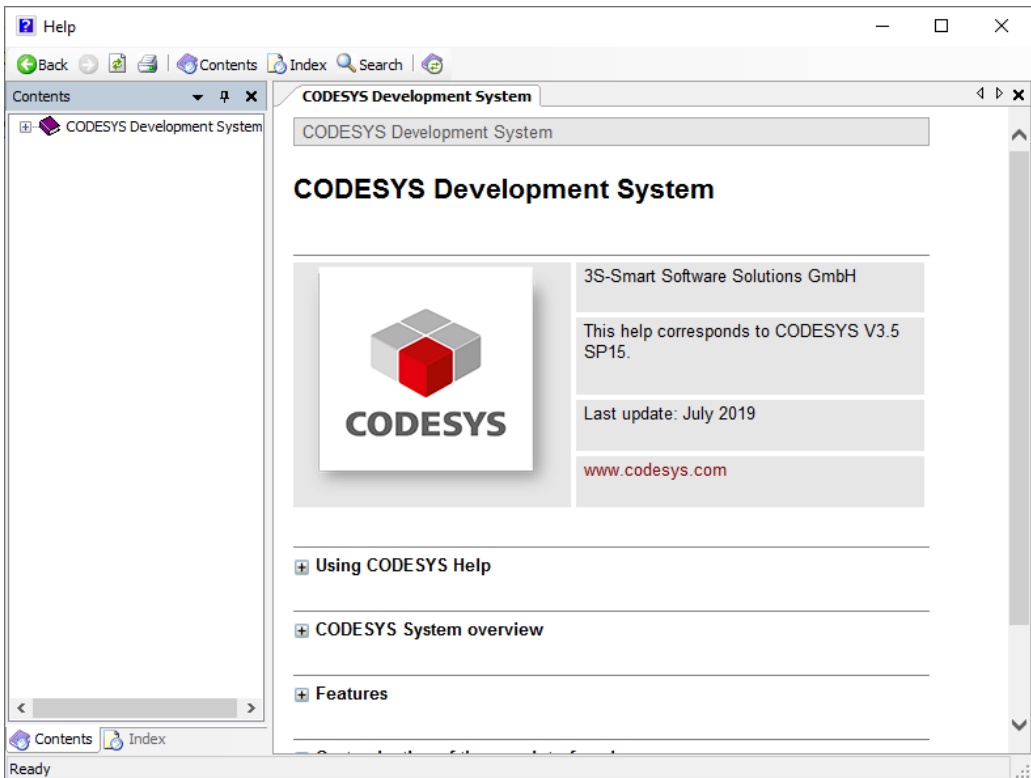 Help
Back Contents Index Search
Contents
CODESYS Development System
CODESYS Development System
CODESYS Development System
CODESYS Development System
CODESYS
3S-Smart Software Solutions GmbH
This help corresponds to CODESYS V3.5
SP15.
Last update: July 2019
www.codesys.com
Using CODESYS Help
CODESYS System overview
Features
Contents Index
Ready